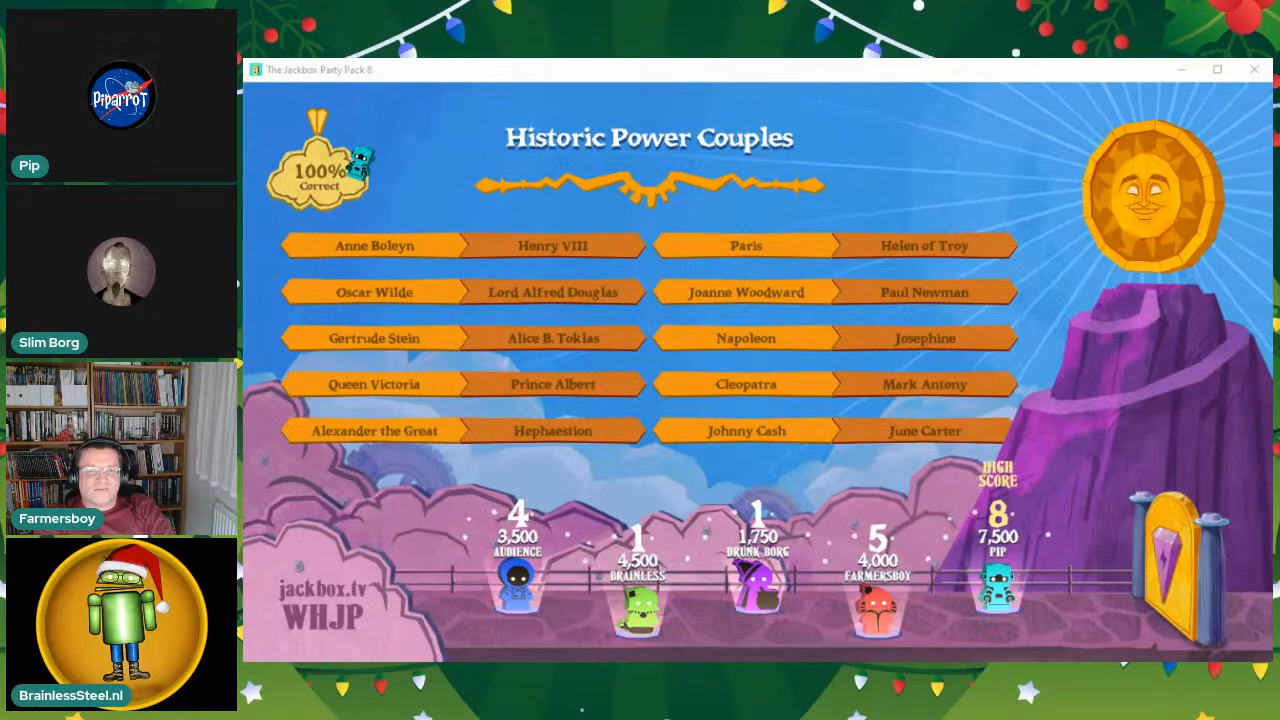 PiparroT
Pip
Slim Borg
Farmersboy
BrainlessSteel.nl
The Jackbox Party Pack 8
100%
Correct
Historic Power Couples
Anne Boleyn Henry VIII Paris Helen of Troy
Oscar Wilde Lord Alfred Douglas Joanne Woodward Paul Newman
Gertrude Stein Alice B. Toklas Napoleon Josephine
Queen Victoria Prince Albert Cleopatra Mark Antony
Alexander the Great Hephaestion Johnny Cash June Carter
HIGH
SCORE
4
3,500
AUDIENCE
1
4,500
BRAINLESS
1
1,750
DRUNK BORG
5
4,000
FARMERSBOY
8
7,500
PIP
jackbox.tv
WHJP